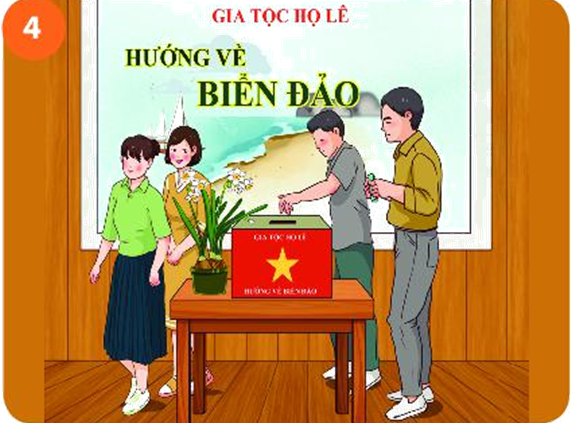 4
GIA TỘC HỌ LÊ
HƯỚNG VỀ
BIỂN ĐẢO
GIA TỘC HỌ LÊ
HƯỚNG VỀ BIỂN ĐẢO